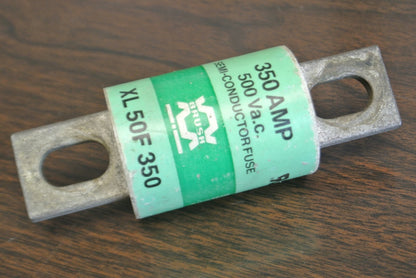 350 AMP
500 Va.c.
SEMI-CONDUCTOR FUSE
BRUSH
XL 50F 350